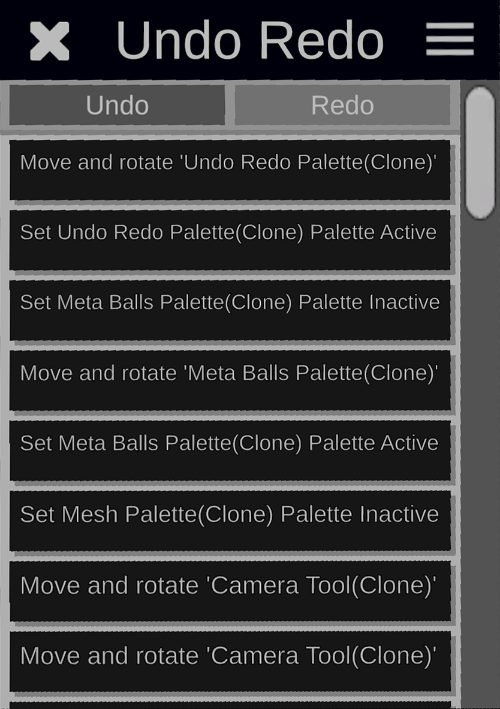 Undo Redo
Undo Redo
Move and rotate 'Undo Redo Palette(Clone)'
Set Undo Redo Palette(Clone) Palette Active
Set Meta Balls Palette(Clone) Palette Inactive
Move and rotate 'Meta Balls Palette(Clone)'
Set Meta Balls Palette(Clone) Palette Active
Set Mesh Palette(Clone) Palette Inactive
Move and rotate 'Camera Tool(Clone)'
Move and rotate 'Camera Tool(Clone)'